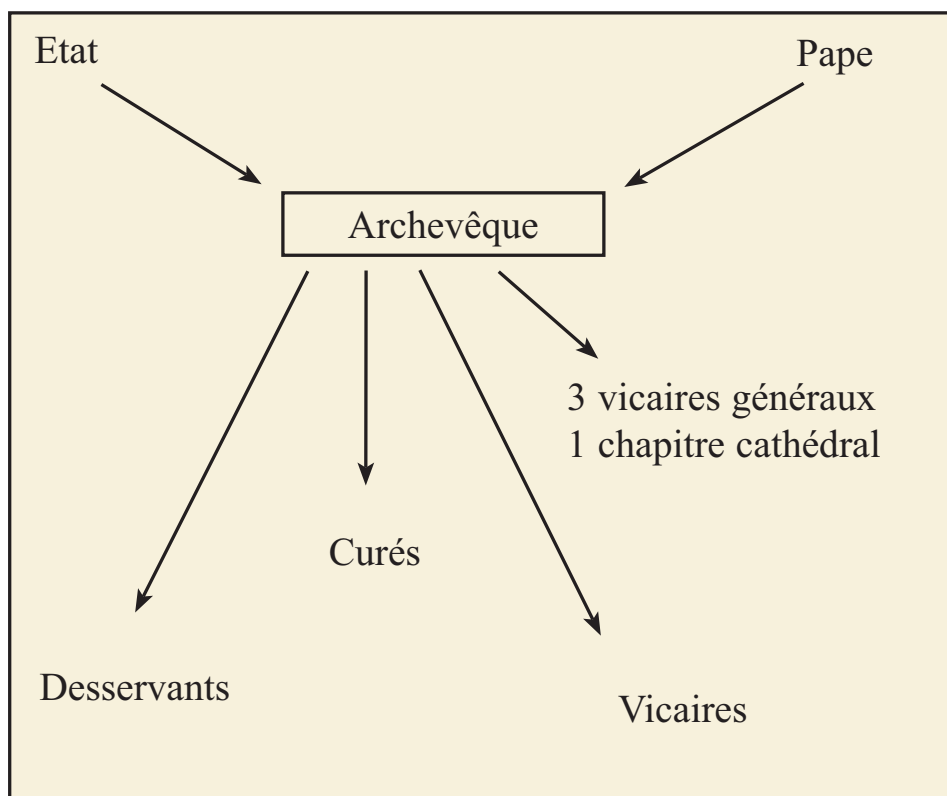 Etat
Pape
Archevêque
3 vicaires généraux
1 chapitre cathédral
Curés
Desservants
Vicaires